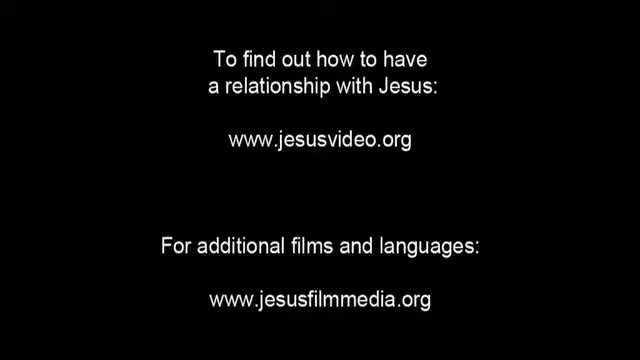 To find out how to have
a relationship with Jesus:
www.jesusvideo.org
For additional films and languages:
www.jesusfilmmedia.org